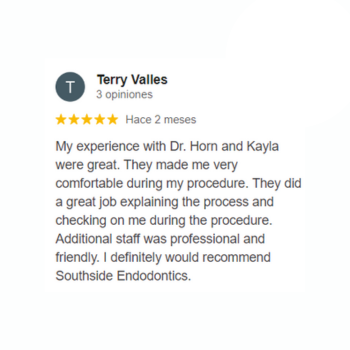 T
Terry Valles
3 opiniones
★★★★★ Hace 2 meses
My experience with Dr. Horn and Kayla
were great. They made me very
comfortable during my procedure. They did
a great job explaining the process and
checking on me during the procedure.
Additional staff was professional and
friendly. I definitely would recommend
Southside Endodontics.